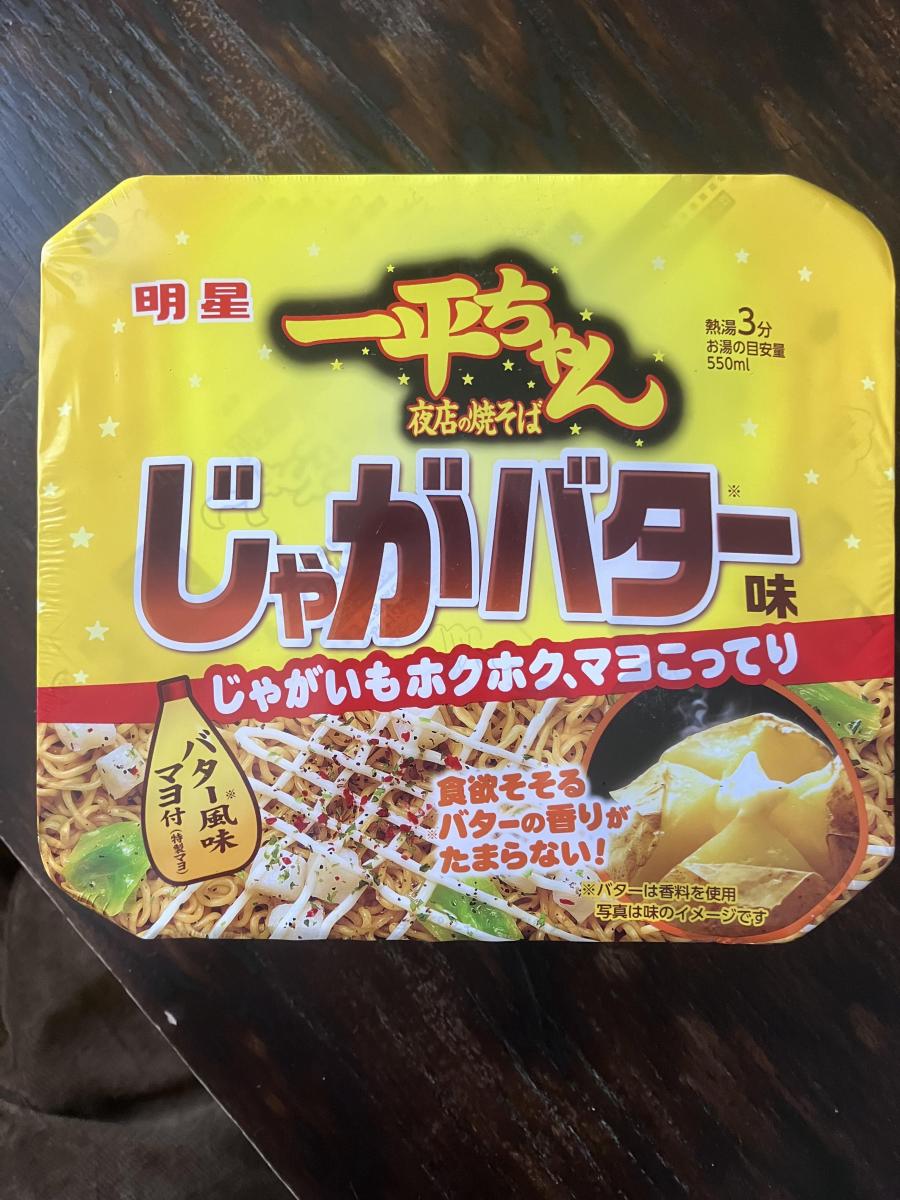 明星
一平ちゃん
夜店の焼そば
熱湯3分
お湯の目安量
550ml
じゃがバター※味
じゃがいもホクホク、マヨこってり
バター※風味
マヨ付(特製マヨ)
食欲そそる
※バターの香りが
たまらない!
※バターは香料を使用
写真は味のイメージです